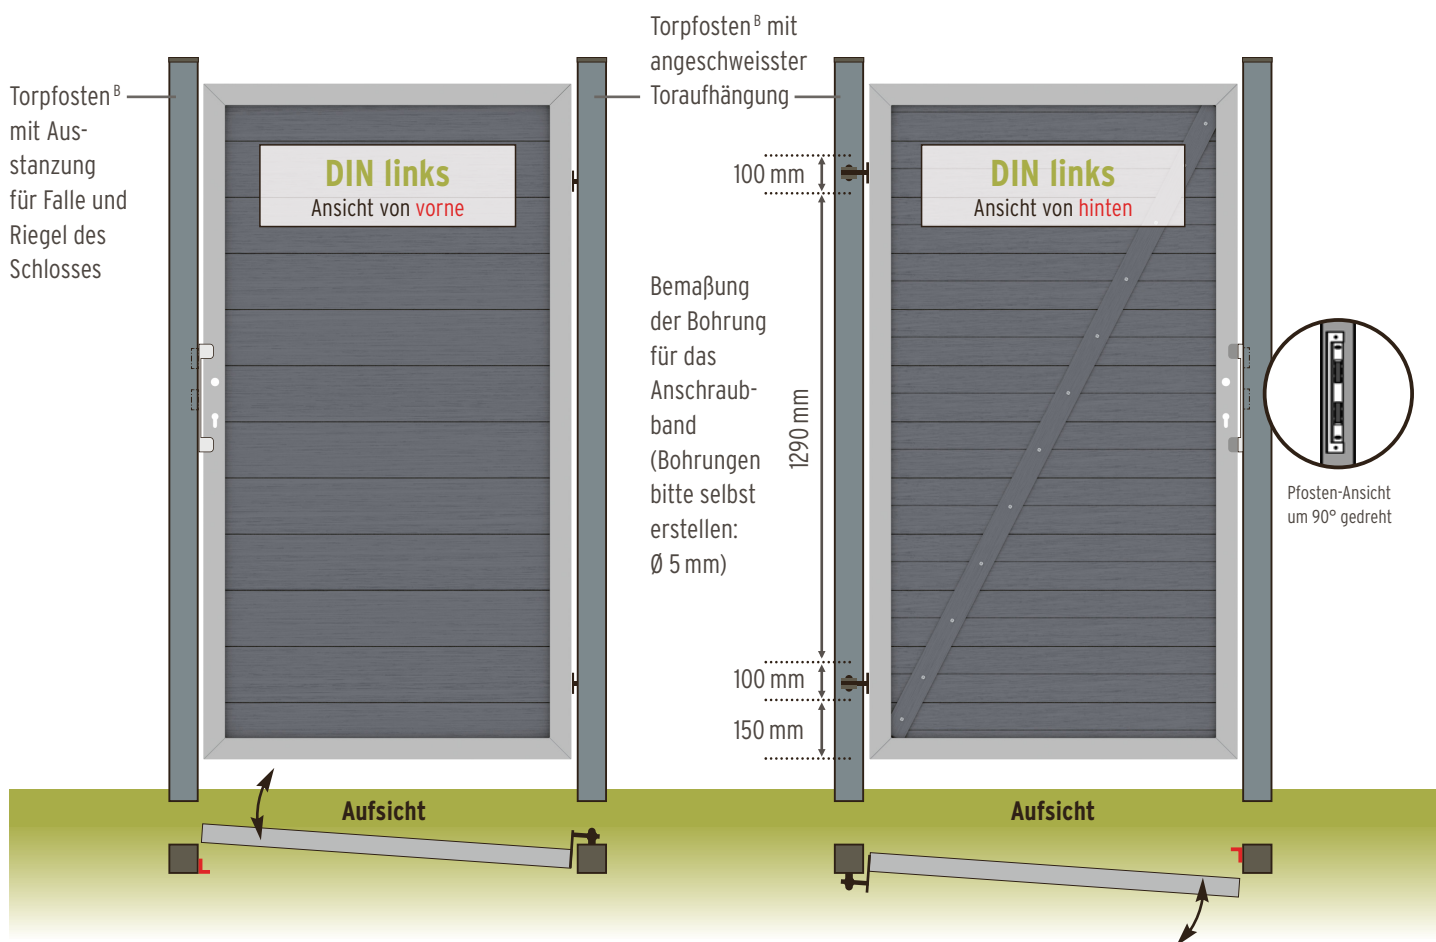 Torpfosten B
mit Aus-
stanzung
für Falle und
Riegel des
Schlosses
DIN links
Ansicht von vorne
Torpfosten B mit
angeschweisster
Toraufhängung
100 mm
Bemaßung
der Bohrung
für das
Anschraub-
band
(Bohrungen
bitte selbst
erstellen:
Ø 5 mm)
1290 mm
100 mm
150 mm
DIN links
Ansicht von hinten
Pfosten-Ansicht
um 90° gedreht
Aufsicht
Aufsicht